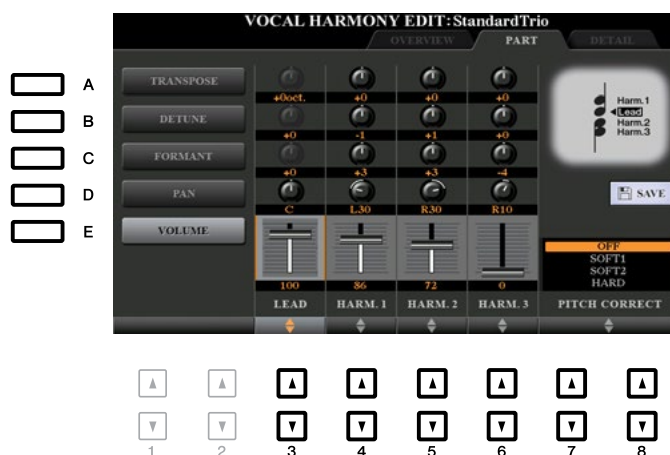 VOCAL HARMONY EDIT: StandardTrio
OVERVIEW PART DETAIL
A TRANSPOSE
+0oct. +0 +0 +0
B DETUNE
+0 -1 +1 +0
C FORMANT
+0 +3 +3 -4
D PAN
C L30 R30 R10
E VOLUME
100 86 72 0
LEAD HARM. 1 HARM. 2 HARM. 3 PITCH CORRECT
Harm.1
Lead
Harm.2
Harm.3
SAVE
OFF
SOFT1
SOFT2
HARD
1 2 3 4 5 6 7 8